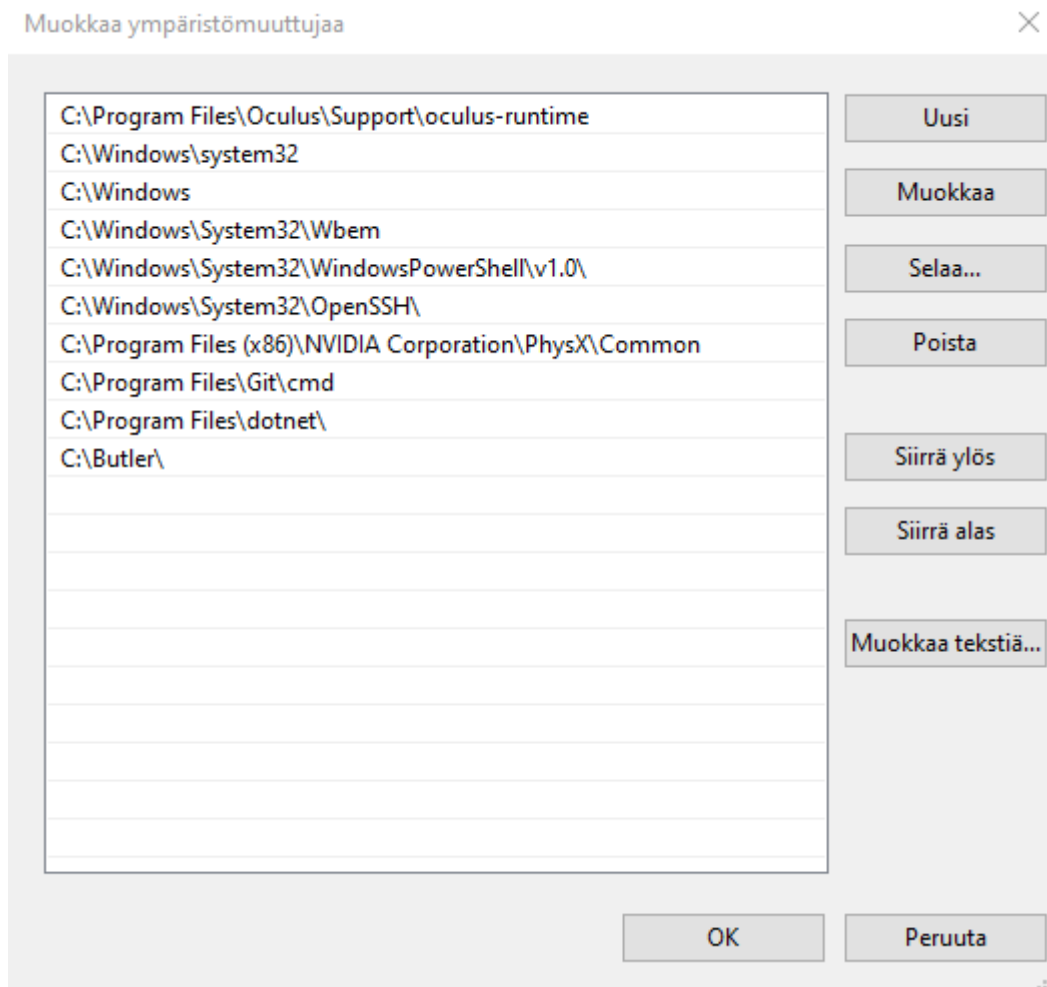 Muokkaa ympäristömuuttujaa
C:\Program Files\Oculus\Support\oculus-runtime
C:\Windows\system32
C:\Windows
C:\Windows\System32\Wbem
C:\Windows\System32\WindowsPowerShell\v1.0\
C:\Windows\System32\OpenSSH\
C:\Program Files (x86)\NVIDIA Corporation\PhysX\Common
C:\Program Files\Git\cmd
C:\Program Files\dotnet\
C:\Butler\
Uusi
Muokkaa
Selaa...
Poista
Siirrä ylös
Siirrä alas
Muokkaa tekstiä...
OK
Peruuta